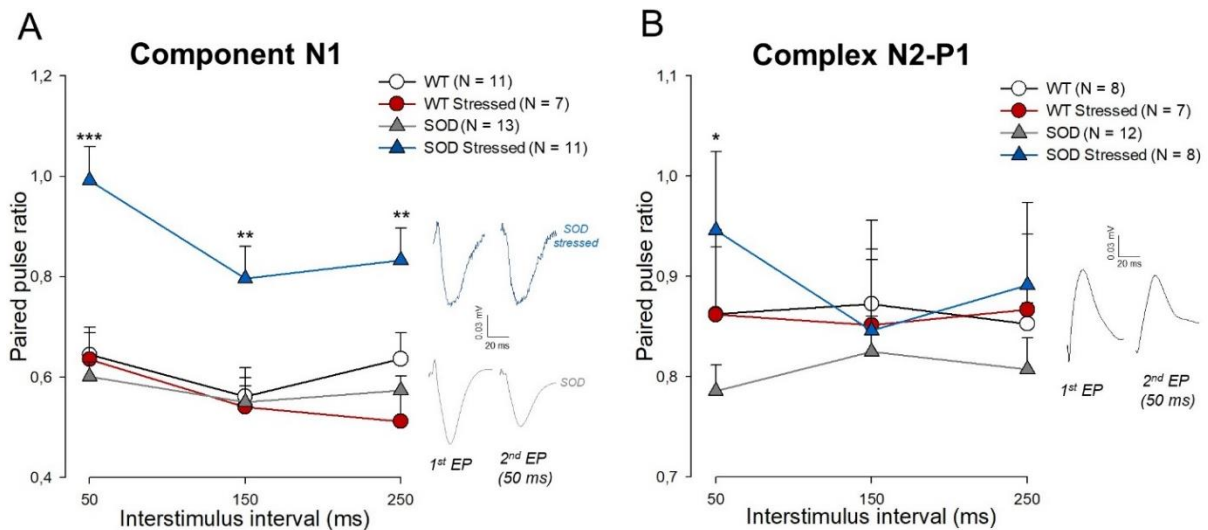 A
Component N1
1,2
1,0
0,8
0,6
0,4
Paired pulse ratio
WT (N = 11)
WT Stressed (N = 7)
SOD (N = 13)
SOD Stressed (N = 11)
***
**
**
SOD
stressed
0.03 mV
20 ms
SOD
1st EP
2nd EP
(50 ms)
50
150
250
Interstimulus interval (ms)
B
Complex N2-P1
1,2
1,1
1,0
0,9
0,8
0,7
Paired pulse ratio
WT (N = 8)
WT Stressed (N = 7)
SOD (N = 12)
SOD Stressed (N = 8)
*
0.03 mV
20 ms
1st EP
2nd EP
(50 ms)
50
150
250
Interstimulus interval (ms)